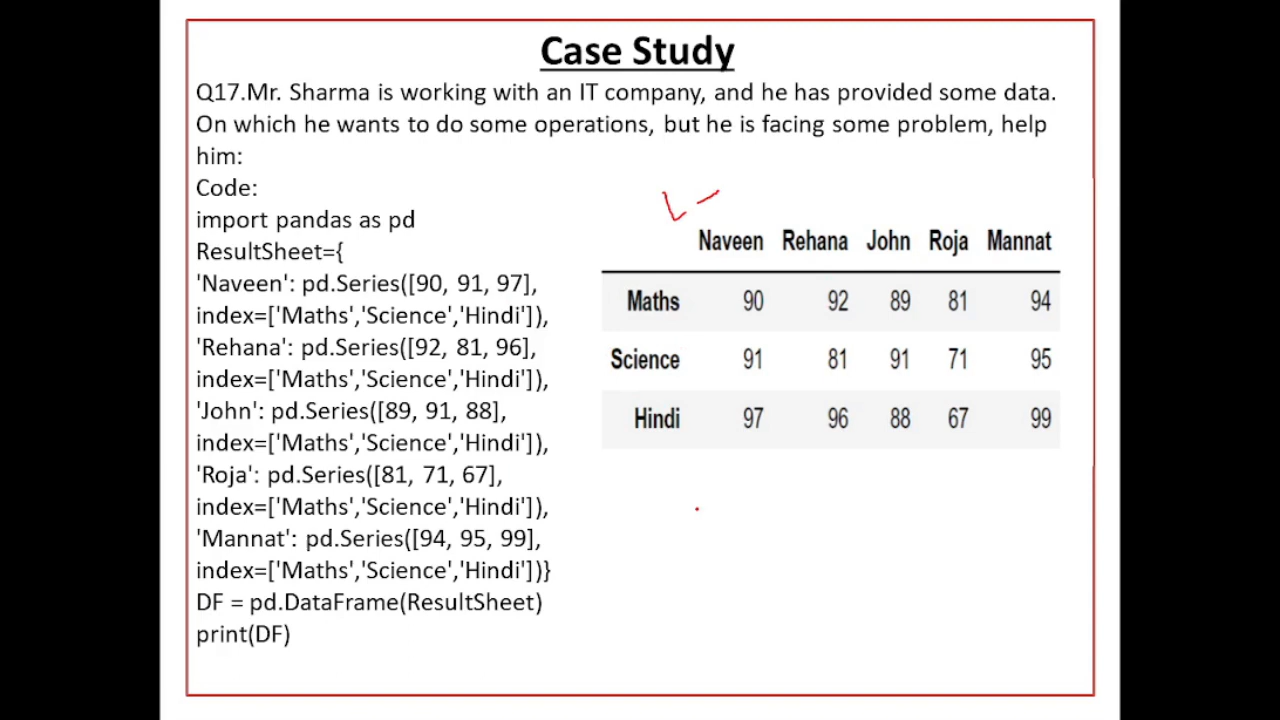 Case Study
Q17.Mr. Sharma is working with an IT company, and he has provided some data.
On which he wants to do some operations, but he is facing some problem, help
him:
Code:
import pandas as pd
ResultSheet={
'Naveen': pd.Series([90, 91, 97],
index=['Maths','Science','Hindi']),
'Rehana': pd.Series([92, 81, 96],
index=['Maths','Science','Hindi']),
'John': pd.Series([89, 91, 88],
index=['Maths','Science','Hindi']),
'Roja': pd.Series([81, 71, 67],
index=['Maths','Science','Hindi']),
'Mannat': pd.Series([94, 95, 99],
index=['Maths','Science','Hindi'])}
DF = pd.DataFrame(ResultSheet)
print(DF)
Naveen Rehana John Roja Mannat
Maths 90 92 89 81 94
Science 91 81 91 71 95
Hindi 97 96 88 67 99